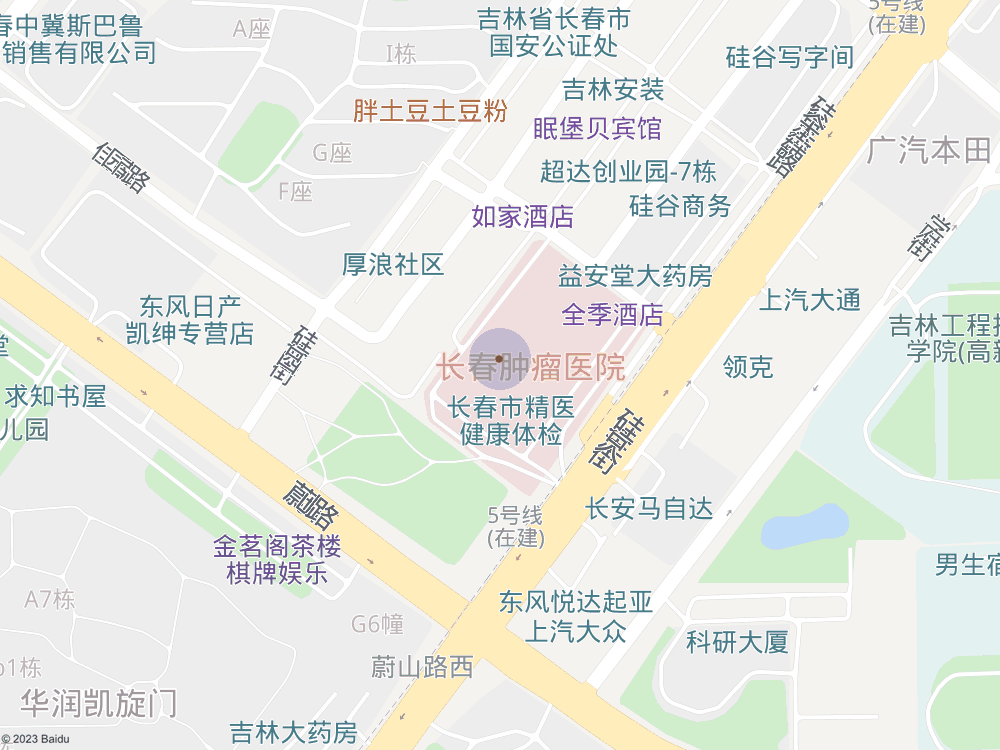 春中冀斯巴鲁
销售有限公司
A座
I栋
吉林省长春市
国安公证处
5号线
(在建)
硅谷写字间
吉林安装
胖土豆土豆粉
眠堡贝宾馆
G座
F座
超达创业园-7栋
硅谷商务
广汽本田
如家酒店
厚浪社区
益安堂大药房
全季酒店
上汽大通
东风日产
凯绅专营店
学府街
吉林工程技
学院(高新
领克
求知书屋
儿园
长春肿瘤医院
长春市精医
健康体检
长安马自达
5号线
(在建)
金茗阁茶楼
棋牌娱乐
蔚山路
A7栋
G6幢
东风悦达起亚
上汽大众
科研大厦
男生宿
蔚山路西
华润凯旋门
吉林大药房
© 2023 Baidu